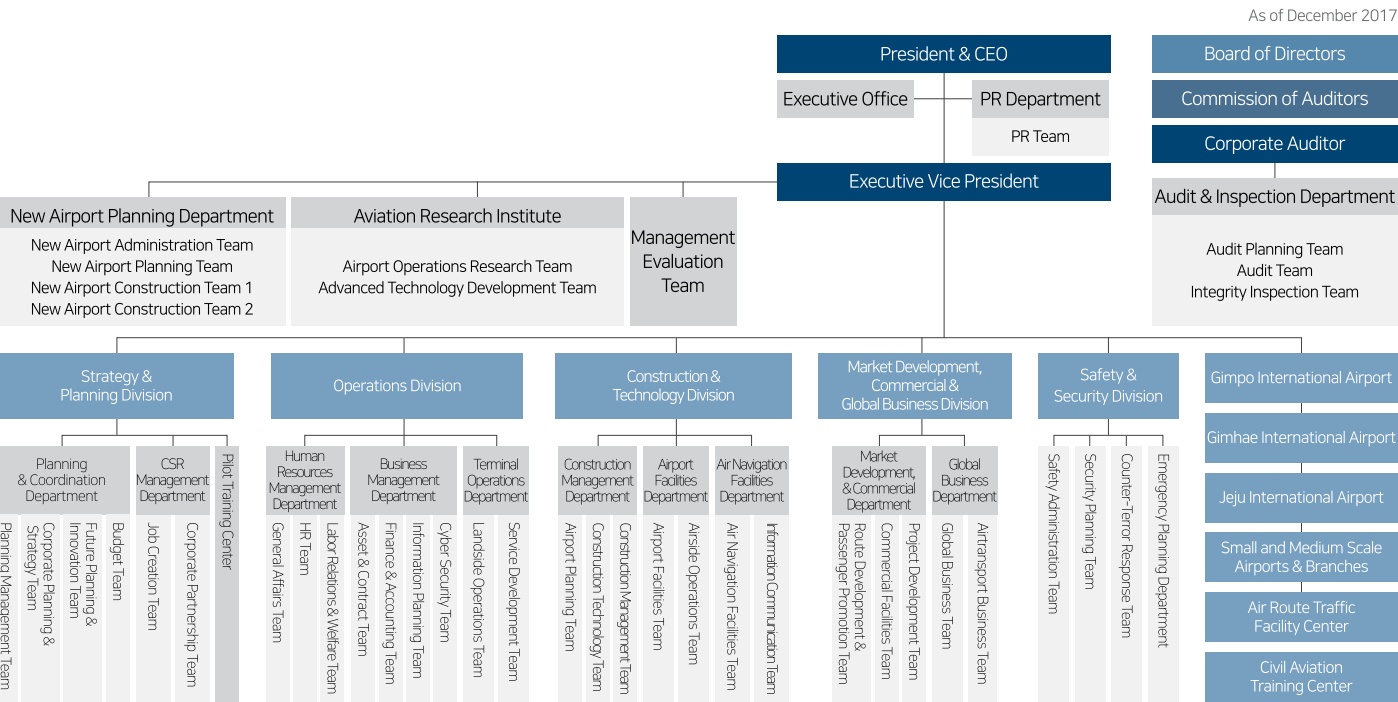 As of December 2017
President & CEO
Board of Directors
Executive Office
PR Department
Commission of Auditors
PR Team
Corporate Auditor
Executive Vice President
Audit & Inspection Department
New Airport Planning Department
Aviation Research Institute
Management
Evaluation
Team
New Airport Administration Team
New Airport Planning Team
New Airport Construction Team 1
New Airport Construction Team 2
Airport Operations Research Team
Advanced Technology Development Team
Audit Planning Team
Audit Team
Integrity Inspection Team
Strategy &
Planning Division
Operations Division
Construction &
Technology Division
Market Development,
Commercial &
Global Business Division
Safety &
Security Division
Gimpo International Airport
Gimhae International Airport
Jeju International Airport
Small and Medium Scale
Airports & Branches
Air Route Traffic
Facility Center
Civil Aviation
Training Center
Planning
& Coordination
Department
CSR
Management
Department
Pilot Training Center
Human
Resources
Management
Department
Business
Management
Department
Terminal
Operations
Department
Construction
Management
Department
Airport
Facilities
Department
Air Navigation
Facilities
Department
Market
Development,
& Commercial
Department
Global
Business
Department
Safety Administration Team
Security Planning Team
Counter-Terror Response Team
Emergency Planning Department
Planning Management Team
Corporate Planning &
Strategy Team
Future Planning &
Innovation Team
Budget Team
Job Creation Team
Corporate Partnership Team
General Affairs Team
HR Team
Labor Relations & Welfare Team
Asset & Contract Team
Finance & Accounting Team
Information Planning Team
Cyber Security Team
Landside Operations Team
Service Development Team
Airport Planning Team
Construction Technology Team
Construction Management Team
Airport Facilities Team
Airside Operations Team
Air Navigation Facilities Team
Information Communication Team
Route Development &
Passenger Promotion Team
Commercial Facilities Team
Project Development Team
Global Business Team
Airtransport Business Team